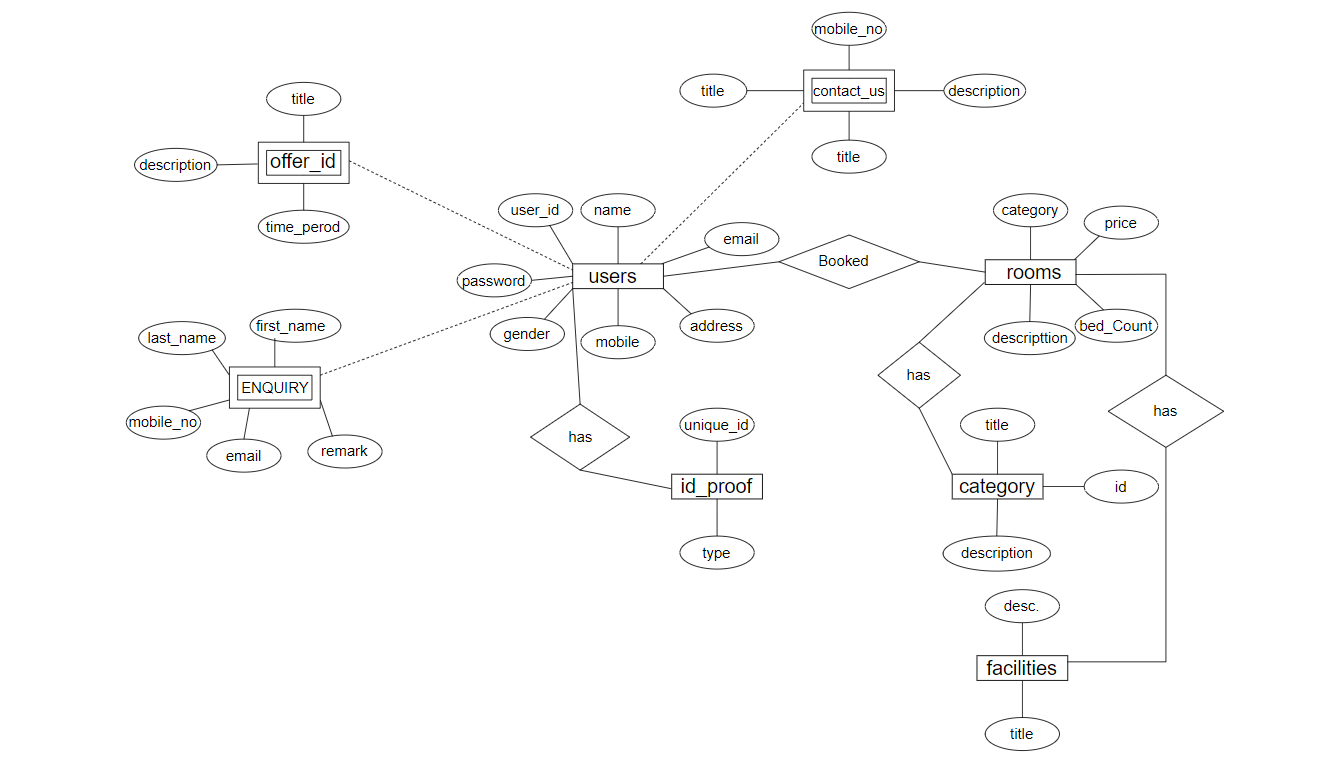 mobile_no
title
contact_us
description
title
title
offer_id
description
time_perod
user_id
name
email
password
users
gender
mobile
address
Booked
category
price
rooms
descripttion
bed_Count
last_name
first_name
ENQUIRY
mobile_no
email
remark
has
unique_id
id_proof
type
has
has
title
category
id
description
desc.
facilities
title